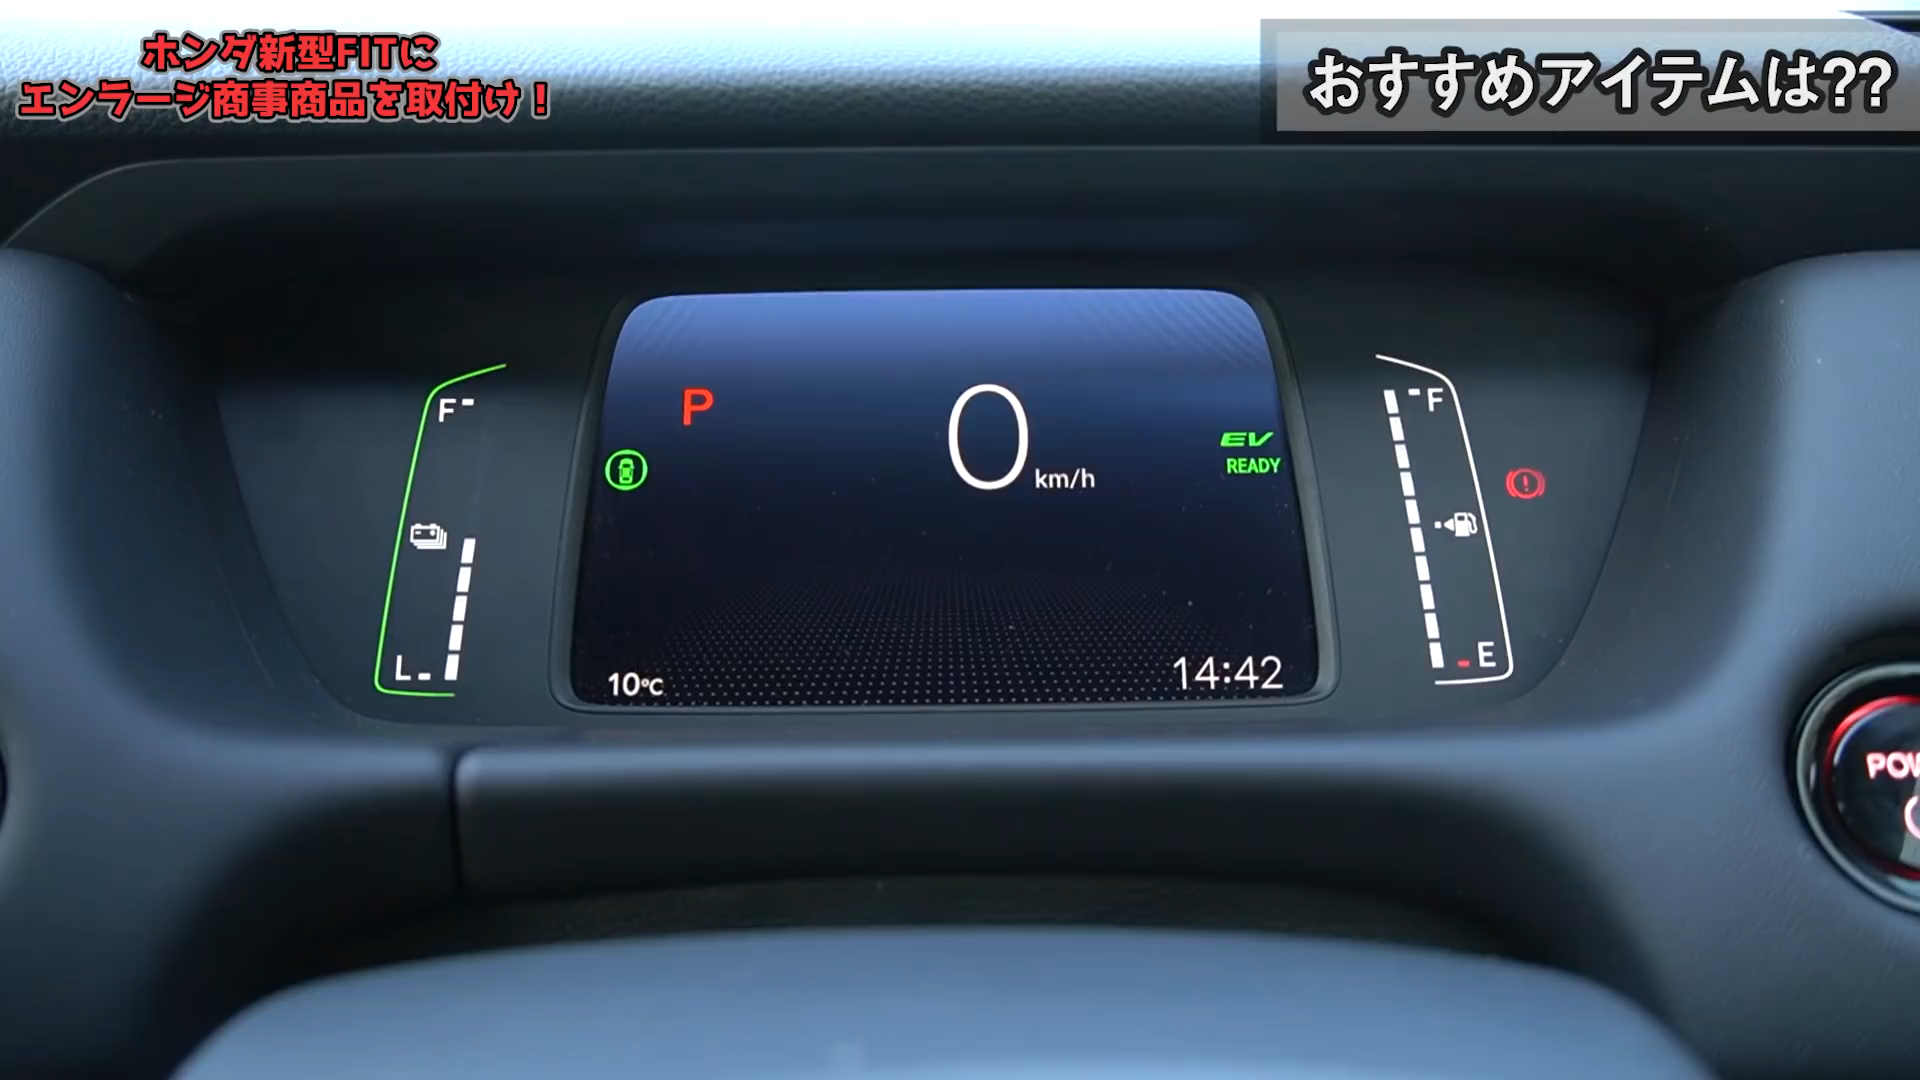 ホンダ新型FITに
エンラージ商事商品を取付け！
おすすめアイテムは??
P
0
km/h
EV
READY
F
L
F
E
10℃
14:42